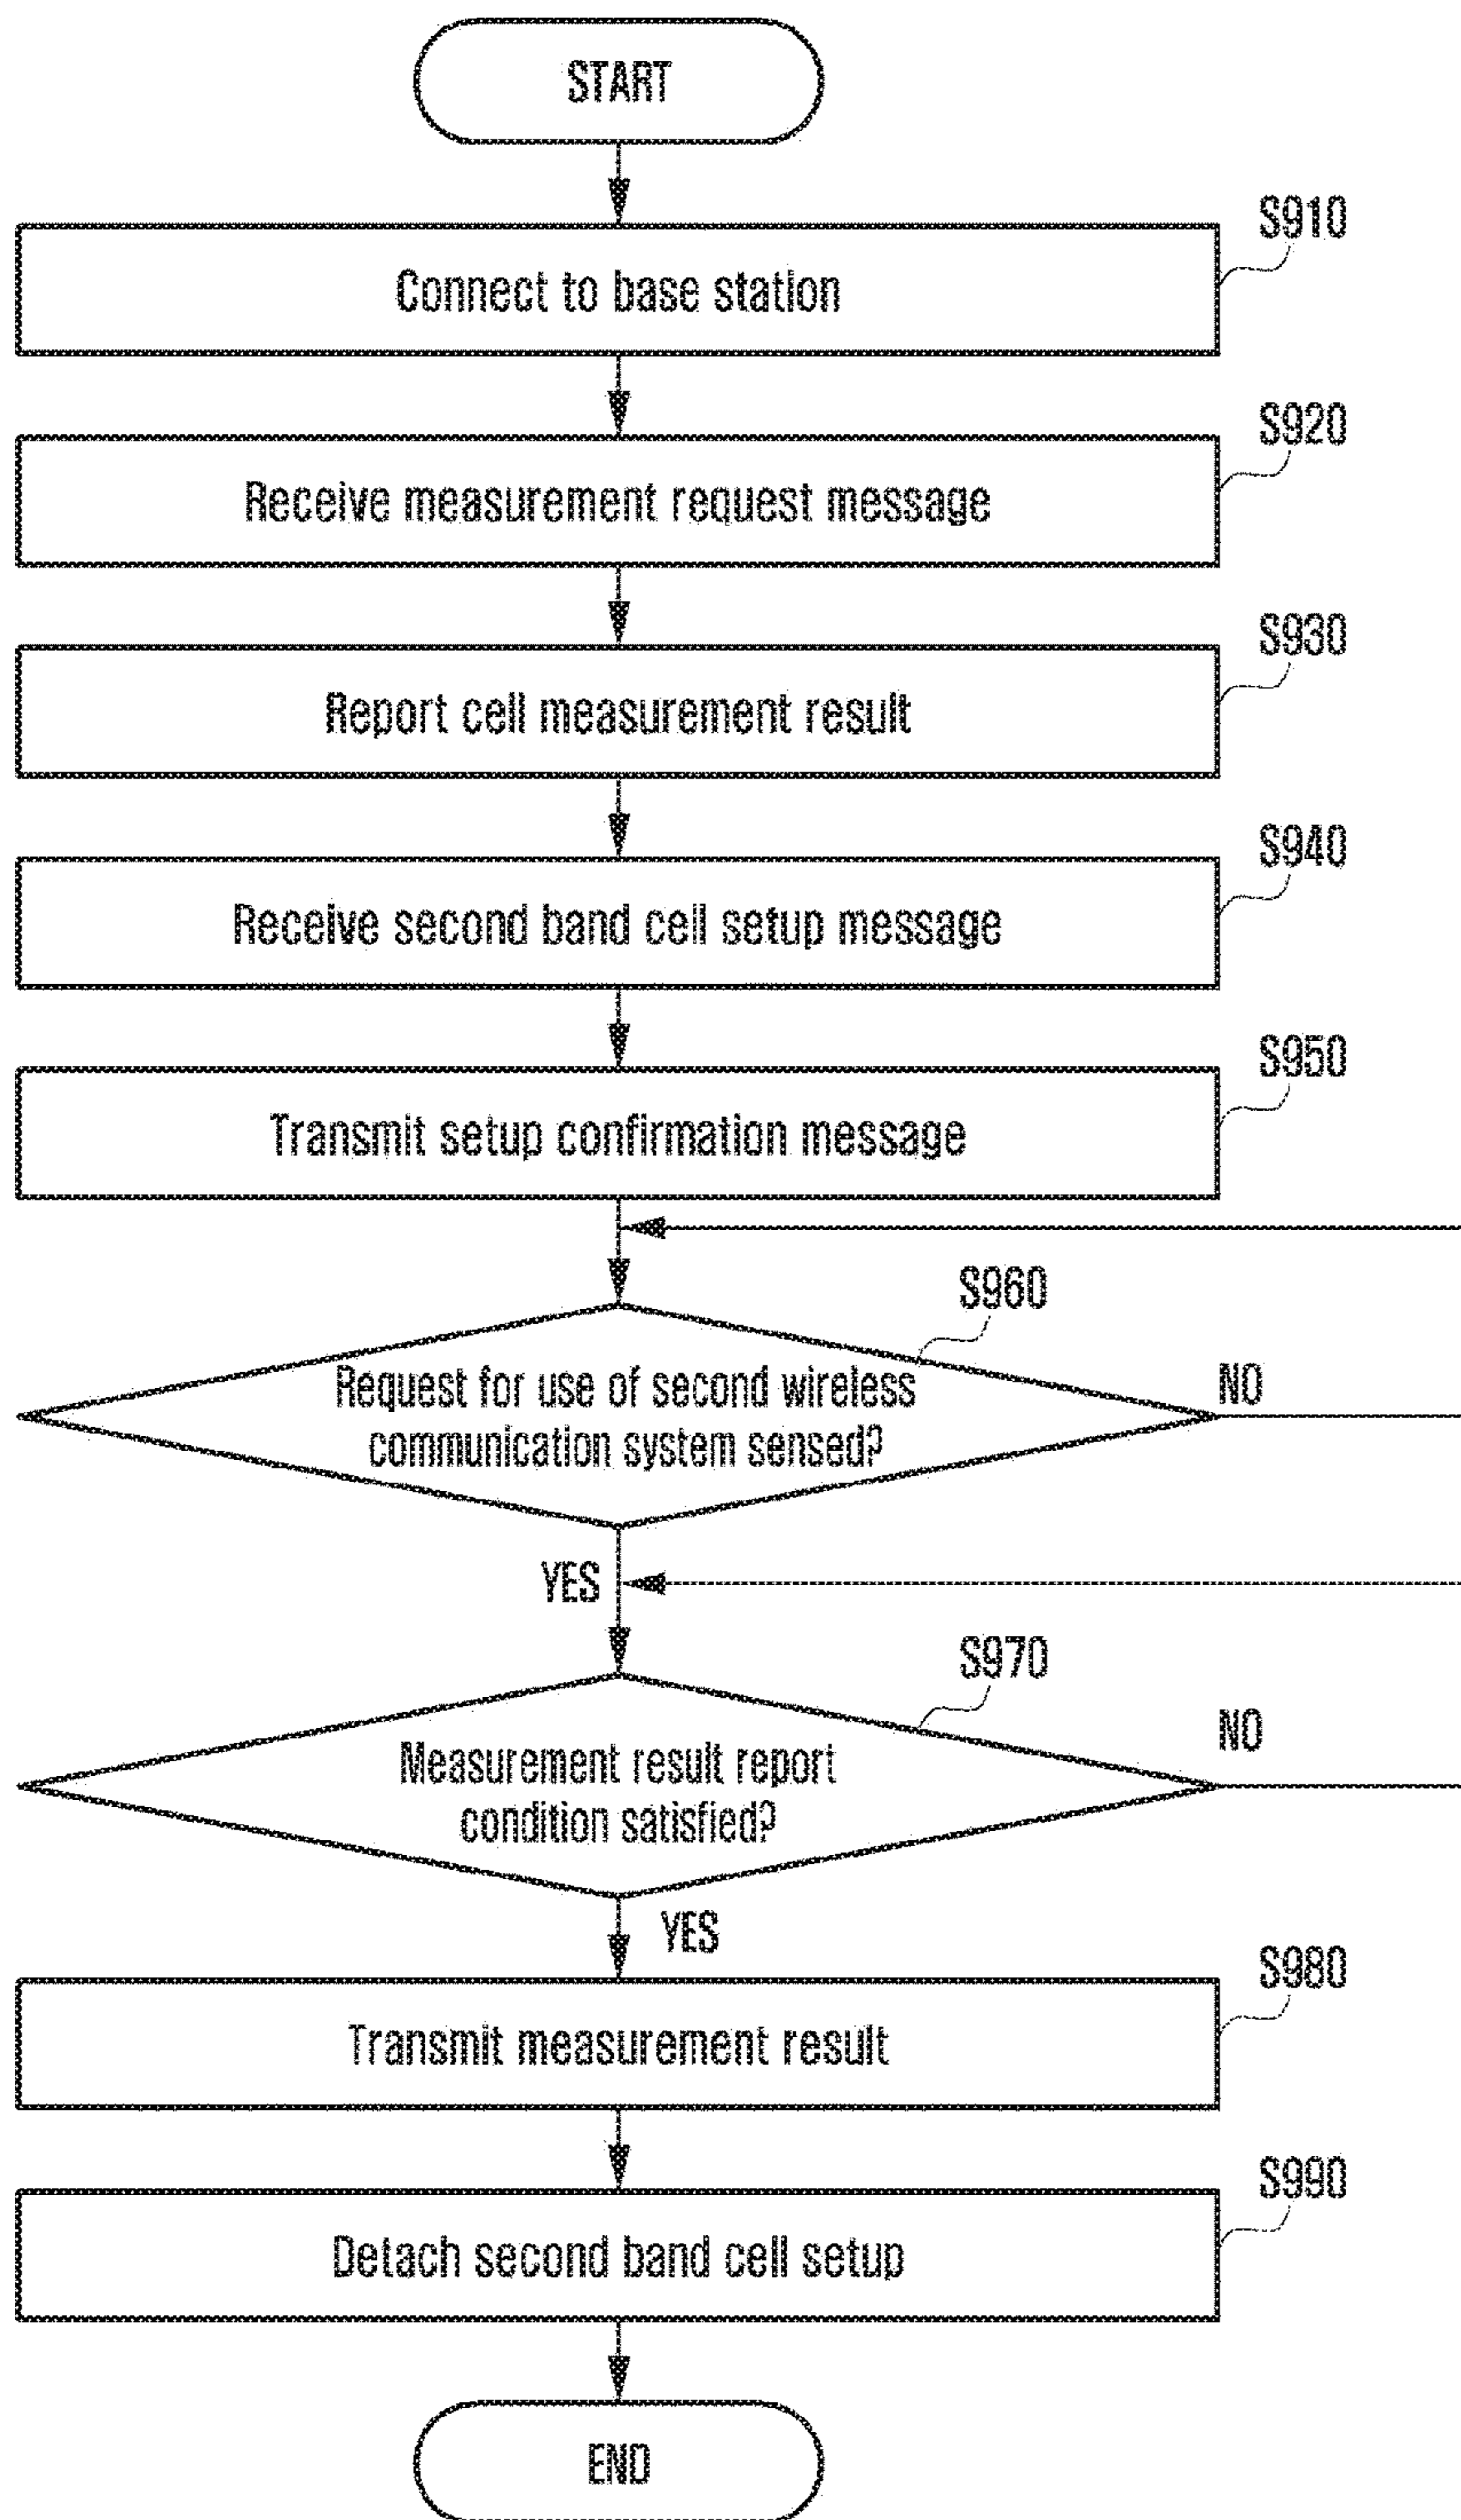 START
S910
Connect to base station
S920
Receive measurement request message
S930
Report cell measurement result
S940
Receive second band cell setup message
S950
Transmit setup confirmation message
S960
Request for use of second wireless
communication system sensed?
NO
YES
S970
Measurement result report
condition satisfied?
NO
YES
S980
Transmit measurement result
S990
Detach second band cell setup
END